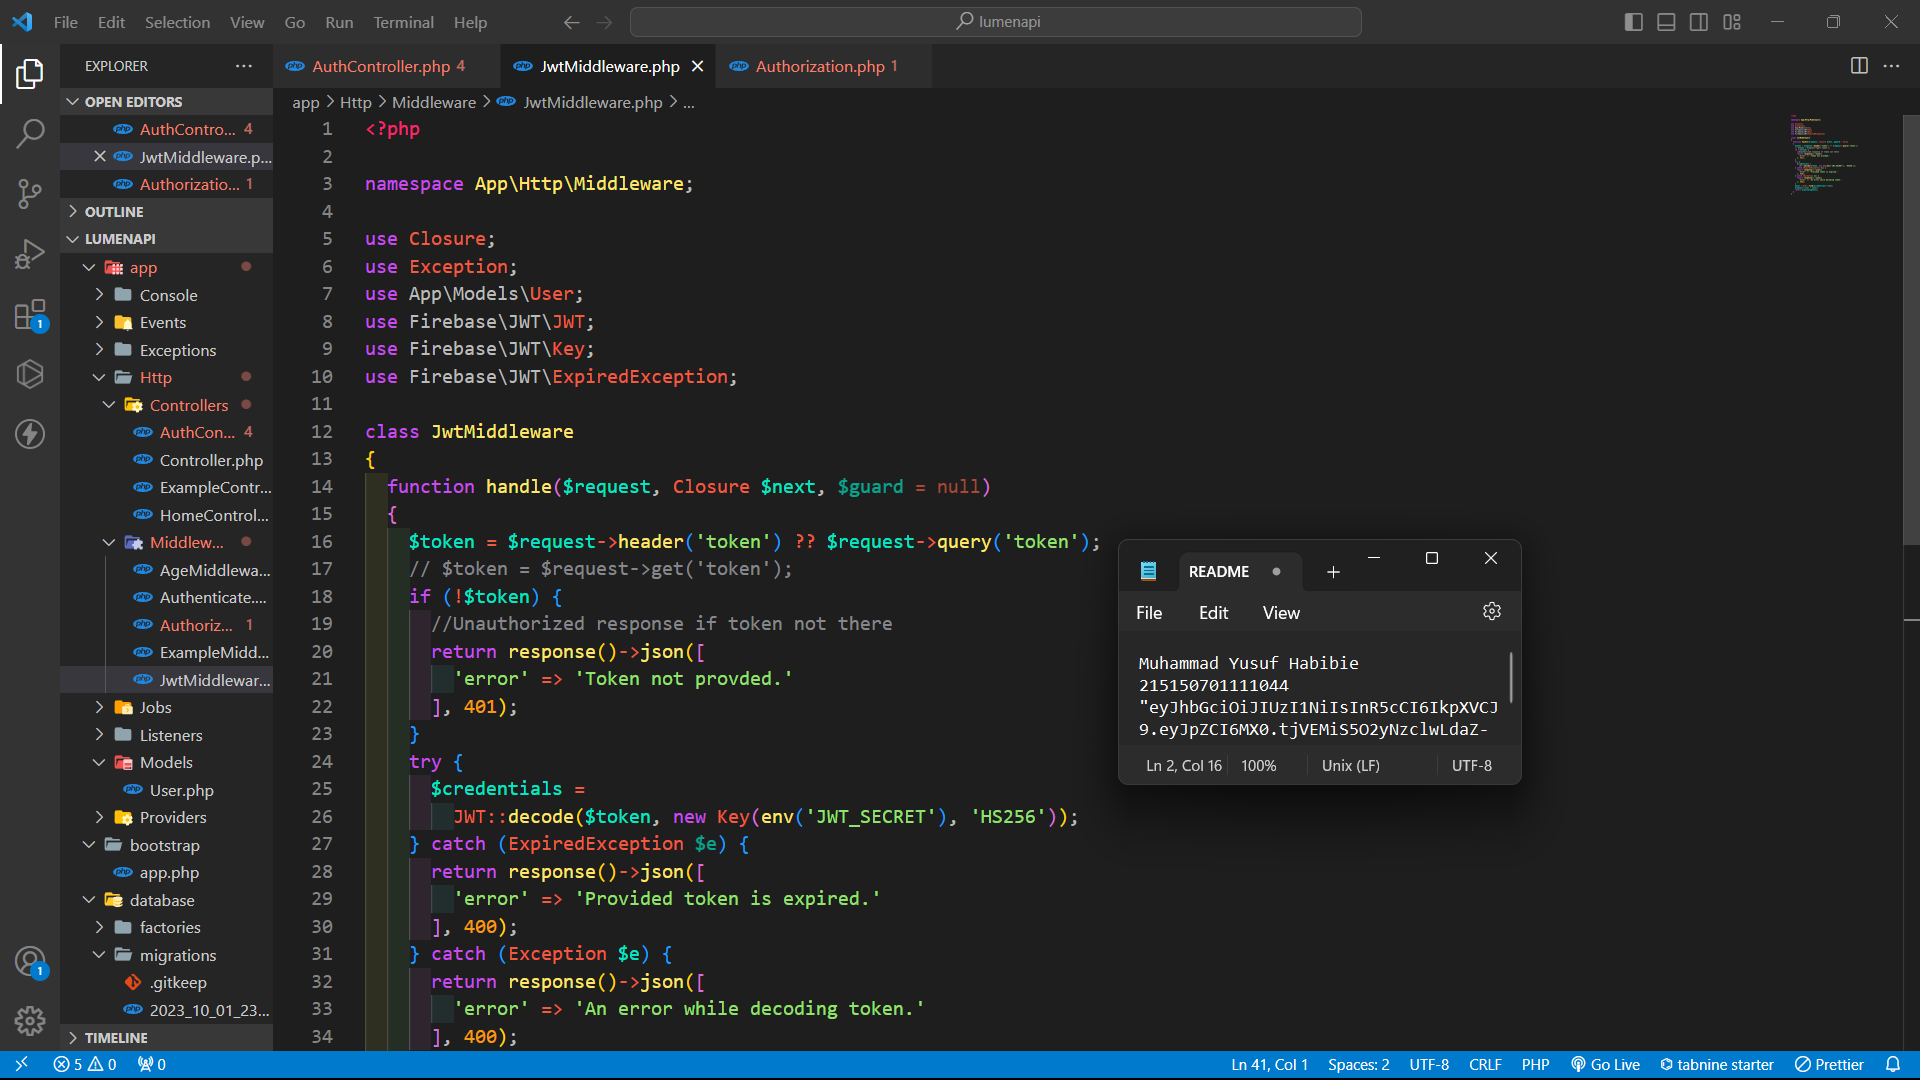 File Edit Selection View Go Run Terminal Help
lumenapi
EXPLORER
OPEN EDITORS
AuthContro... 4
JwtMiddleware.p...
Authorizatio... 1
OUTLINE
LUMENAPI
app
Console
Events
Exceptions
Http
Controllers
AuthCon... 4
Controller.php
ExampleContr...
HomeControl...
Middlew...
AgeMiddlewa...
Authenticate....
Authoriz... 1
ExampleMidd...
JwtMiddlewar...
Jobs
Listeners
Models
User.php
Providers
bootstrap
app.php
database
factories
migrations
.gitkeep
2023_10_01_23...
TIMELINE
AuthController.php 4
JwtMiddleware.php
Authorization.php 1
app > Http > Middleware > JwtMiddleware.php > ...
1 <?php
2
3 namespace App\Http\Middleware;
4
5 use Closure;
6 use Exception;
7 use App\Models\User;
8 use Firebase\JWT\JWT;
9 use Firebase\JWT\Key;
10 use Firebase\JWT\ExpiredException;
11
12 class JwtMiddleware
13 {
14 function handle($request, Closure $next, $guard = null)
15 {
16 $token = $request->header('token') ?? $request->query('token');
17 // $token = $request->get('token');
18 if (!$token) {
19 //Unauthorized response if token not there
20 return response()->json([
21 'error' => 'Token not provded.'
22 ], 401);
23 }
24 try {
25 $credentials =
26 JWT::decode($token, new Key(env('JWT_SECRET'), 'HS256'));
27 } catch (ExpiredException $e) {
28 return response()->json([
29 'error' => 'Provided token is expired.'
30 ], 400);
31 } catch (Exception $e) {
32 return response()->json([
33 'error' => 'An error while decoding token.'
34 ], 400);
README
File Edit View
Muhammad Yusuf Habibie
215150701111044
"eyJhbGciOiJIUzI1NiIsInR5cCI6IkpXVCJ
9.eyJpZCI6MX0.tjVEMiS5O2yNzclwLdaZ-
Ln 2, Col 16 100% Unix (LF) UTF-8
1
1
5 0 0
Ln 41, Col 1 Spaces: 2 UTF-8 CRLF PHP Go Live tabnine starter Prettier